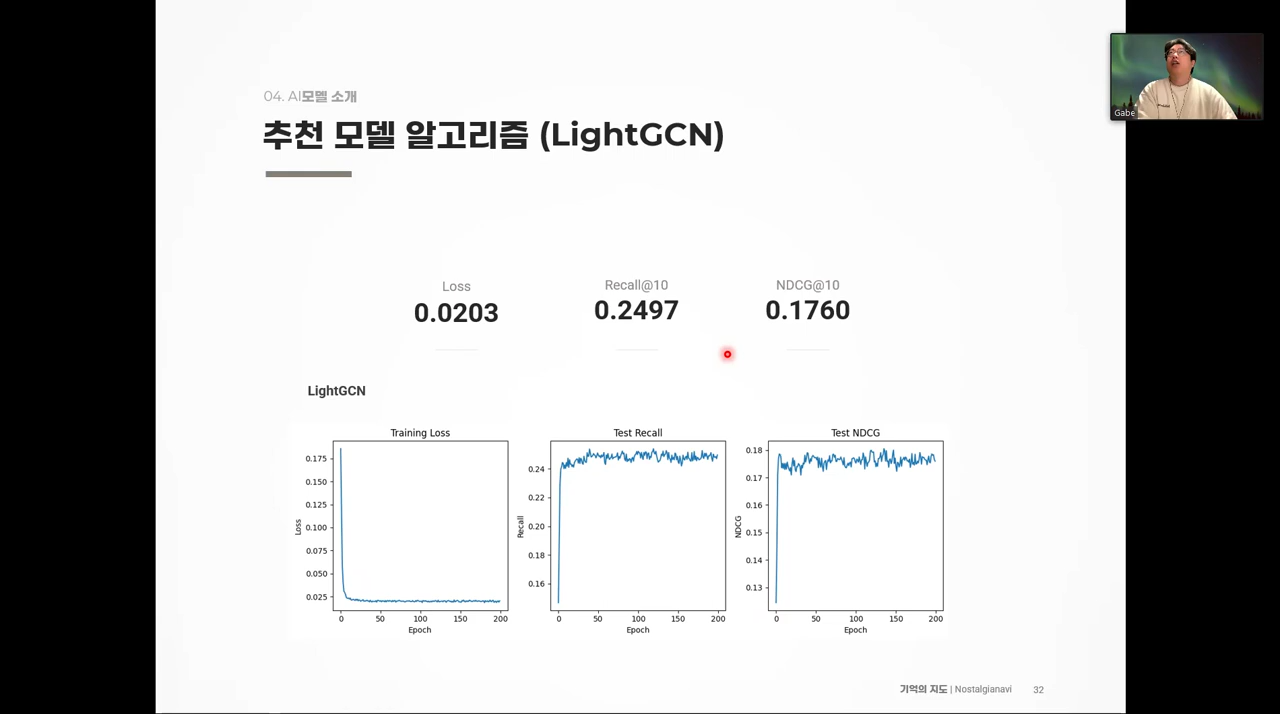 04. AI모델 소개
추천 모델 알고리즘 (LightGCN)
Gabe
Loss
0.0203
Recall@10
0.2497
NDCG@10
0.1760
LightGCN
Training Loss
0.175
0.150
0.125
0.100
0.075
0.050
0.025
Loss
0 50 100 150 200
Epoch
Test Recall
0.24
0.22
0.20
0.18
0.16
Recall
0 50 100 150 200
Epoch
Test NDCG
0.18
0.17
0.16
0.15
0.14
0.13
NDCG
0 50 100 150 200
Epoch
기억의 지도 | Nostalgianavi 32